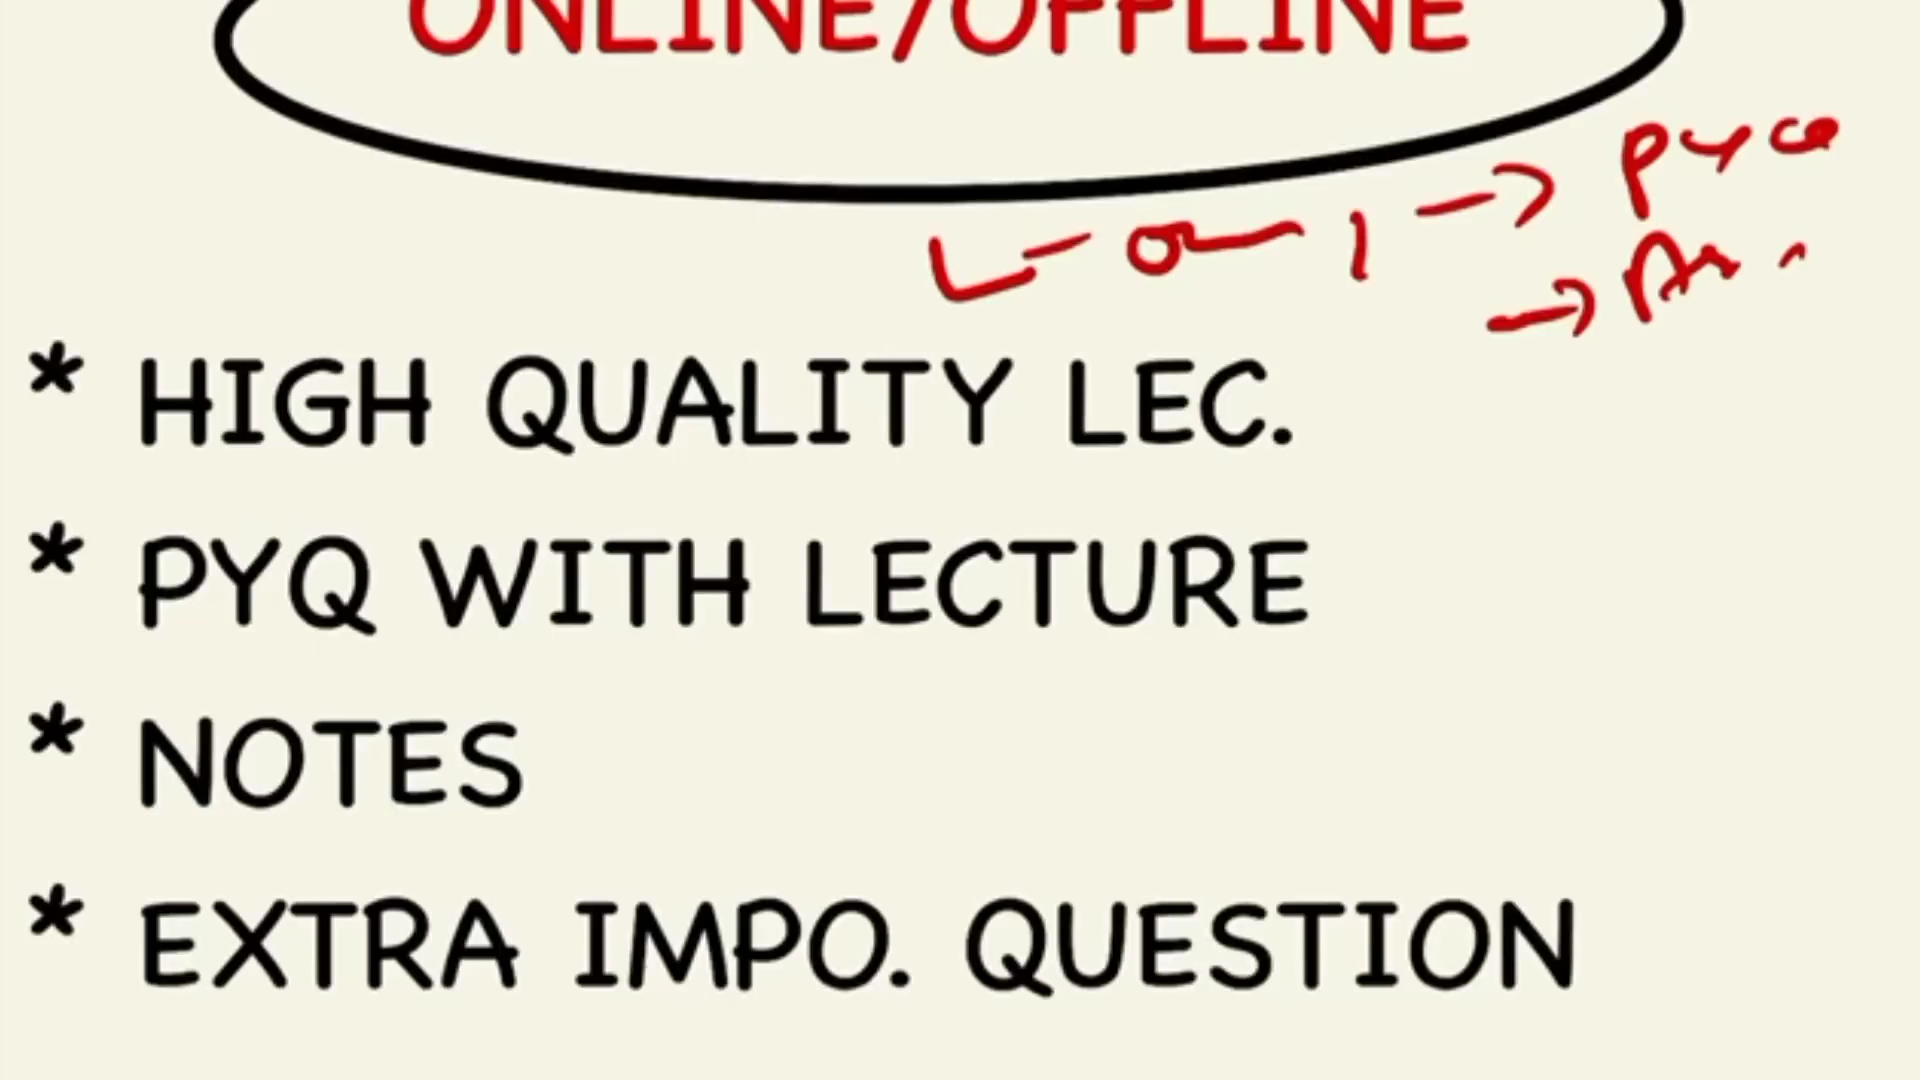 ONLINE/OFFLINE
PYQ
* HIGH QUALITY LEC.
* PYQ WITH LECTURE
* NOTES
* EXTRA IMPO. QUESTION